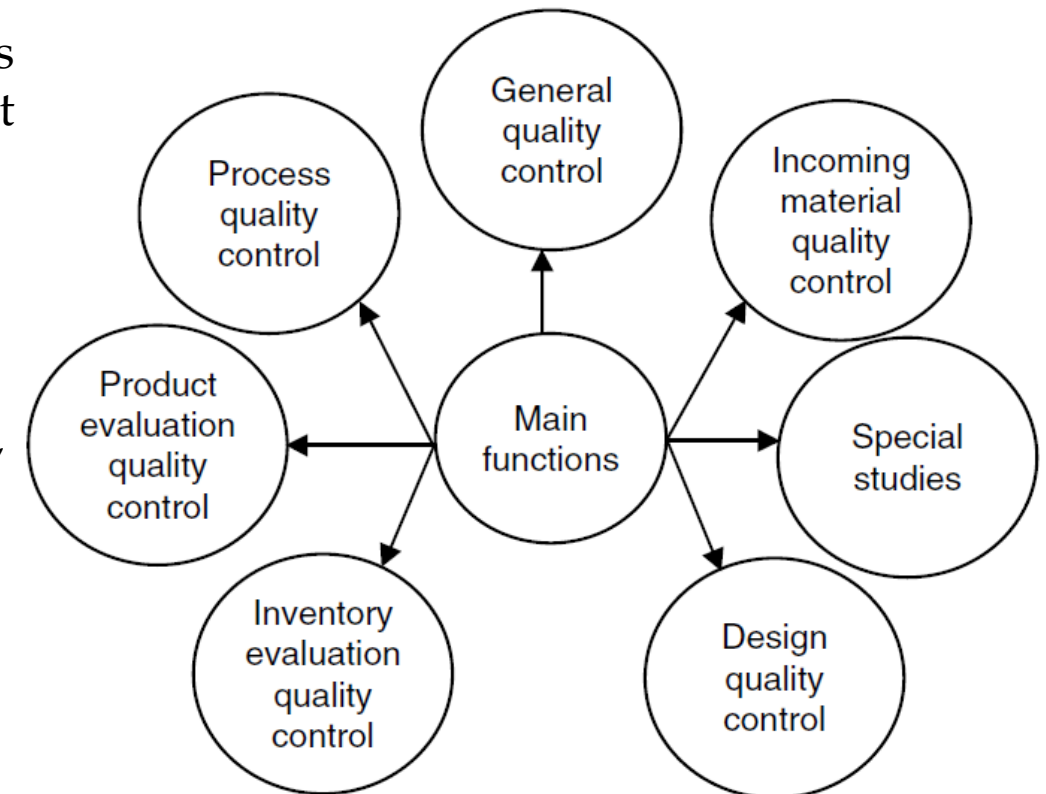 s
t
General
quality
control
Process
quality
control
Incoming
material
quality
control
Product
evaluation
quality
control
Main
functions
Special
studies
Inventory
evaluation
quality
control
Design
quality
control